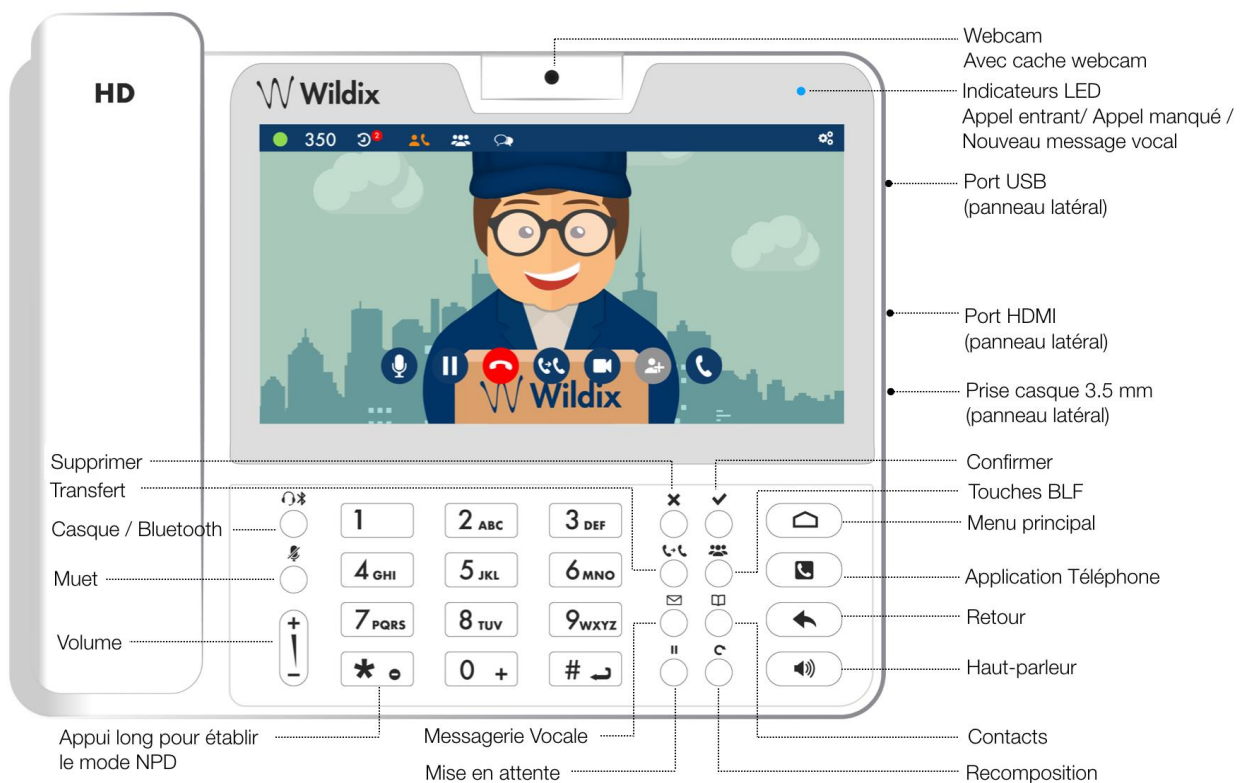 Webcam
Avec cache webcam
HD
Wildix
Indicateurs LED
Appel entrant/ Appel manqué /
Nouveau message vocal
350
2
Port USB
(panneau latéral)
Port HDMI
(panneau latéral)
Wildix
Prise casque 3.5 mm
(panneau latéral)
Supprimer
Confirmer
Transfert
Touches BLF
Casque / Bluetooth
1
2 ABC
3 DEF
Menu principal
Muet
4 GHI
5 JKL
6 MNO
Application Téléphone
Volume
+
−
7 PQRS
8 TUV
9 WXYZ
Retour
*
0 +
#
Haut-parleur
Appui long pour établir
le mode NPD
Messagerie Vocale
Contacts
Mise en attente
Recomposition